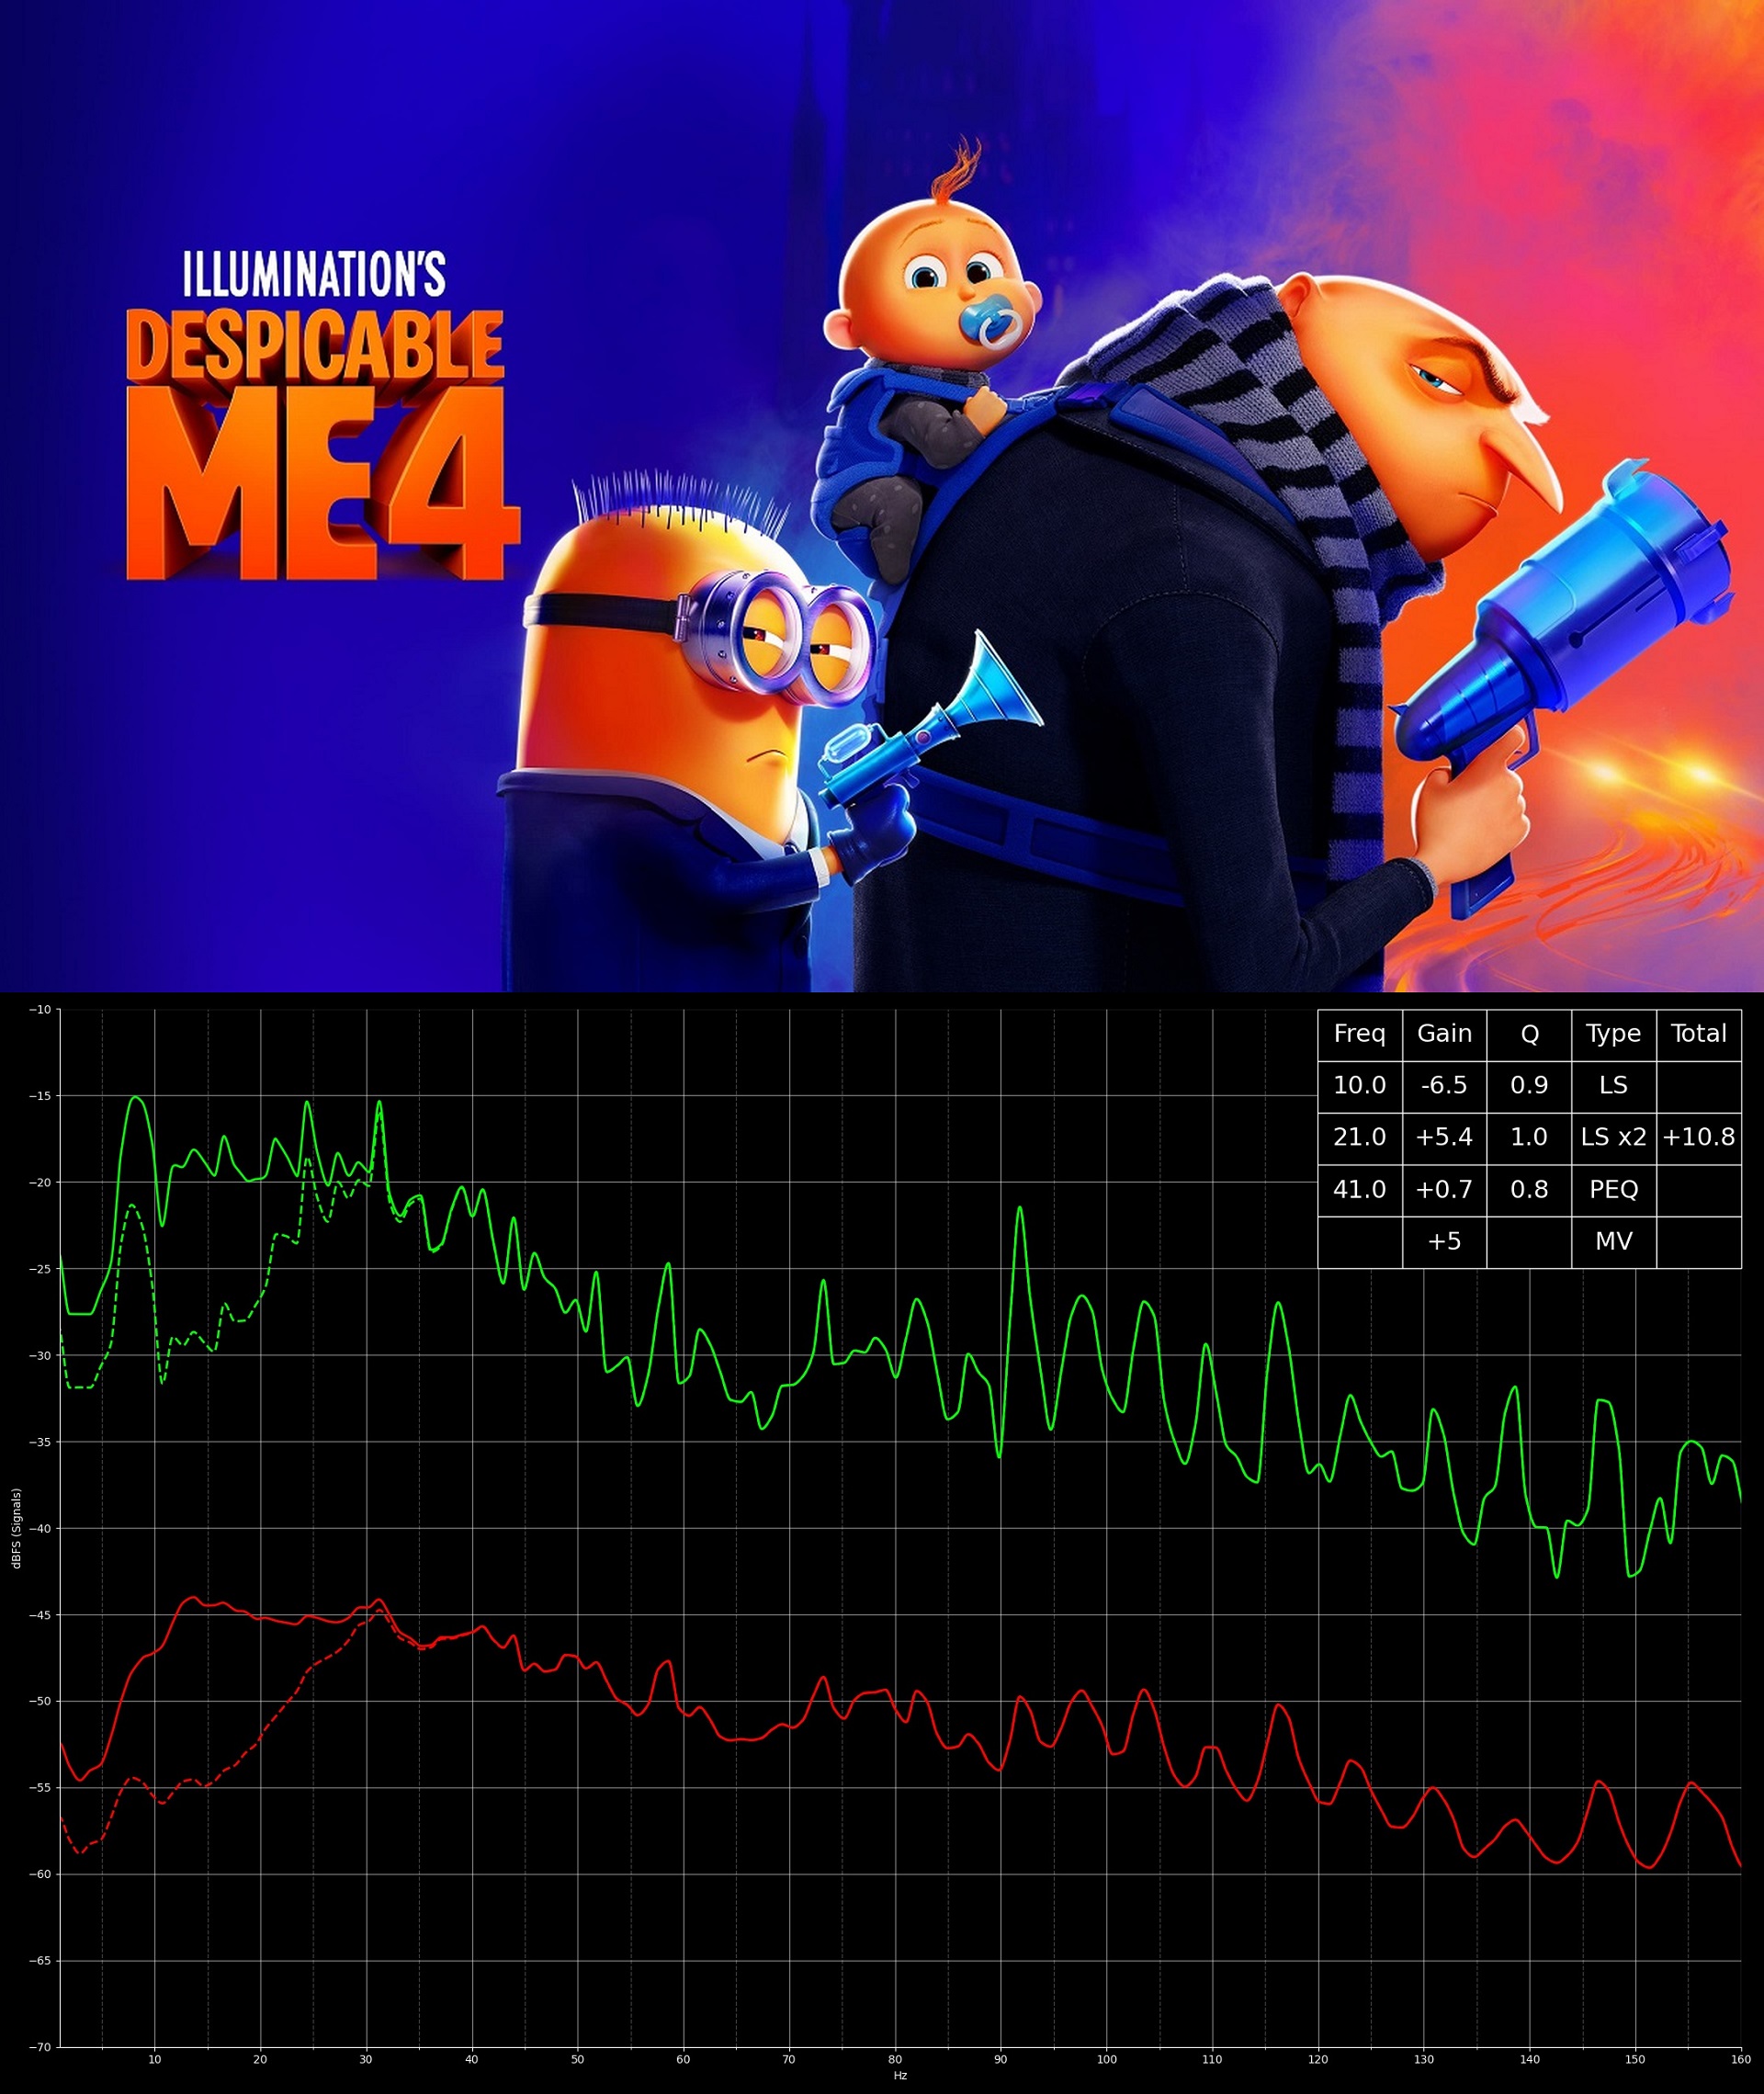 ILLUMINATION'S
DESPICABLE
ME4
Freq Gain Q Type Total
10.0 -6.5 0.9 LS
21.0 +5.4 1.0 LS x2 +10.8
41.0 +0.7 0.8 PEQ
+5 MV
−10
−15
−20
−25
−30
−35
−40
−45
−50
−55
−60
−65
−70
dBFS (Signals)
10 20 30 40 50 60 70 80 90 100 110 120 130 140 150 160
Hz